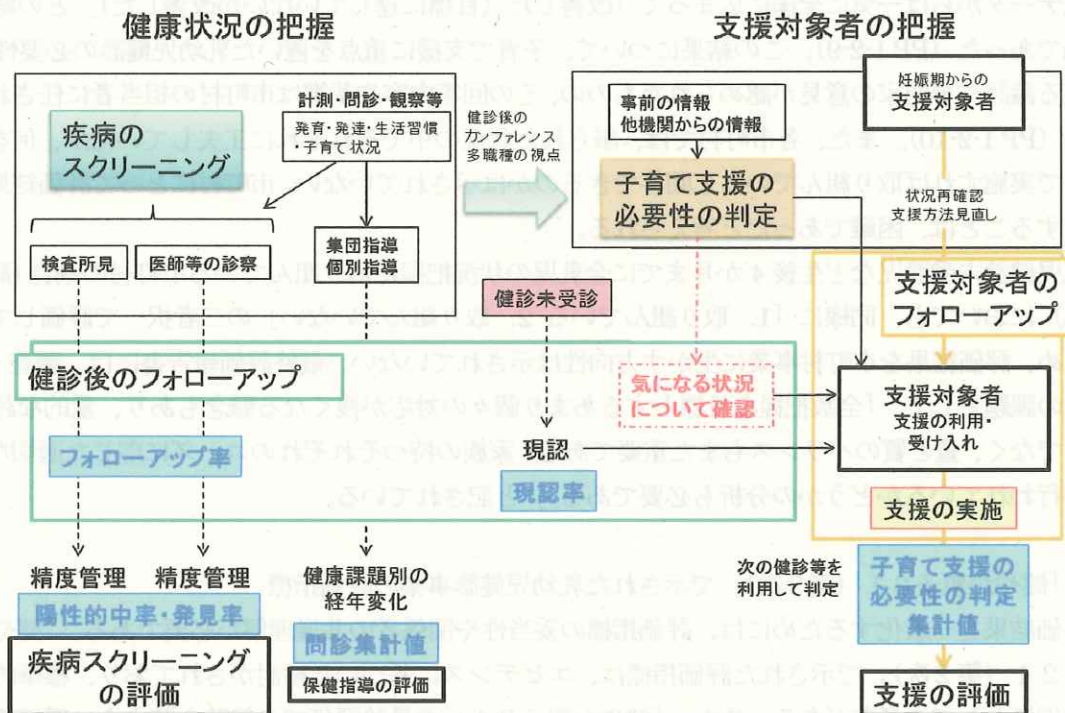 健康状況の把握
支援対象者の把握
計測・問診・観察等
疾病の
スクリーニング
発育・発達・生活習慣
・子育て状況
健診後の
カンファレンス
多職種の視点
事前の情報
他機関からの情報
妊娠期からの
支援対象者
子育て支援の
必要性の判定
状況再確認
支援方法見直し
検査所見
医師等の診察
集団指導
個別指導
健診未受診
支援対象者の
フォローアップ
健診後のフォローアップ
気になる状況
について確認
支援対象者
支援の利用・
受け入れ
フォローアップ率
現認
現認率
支援の実施
精度管理
精度管理
健康課題別の
経年変化
次の健診等を
利用して判定
子育て支援の
必要性の判定
集計値
陽性的中率・発見率
問診集計値
疾病スクリーニング
の評価
保健指導の評価
支援の評価